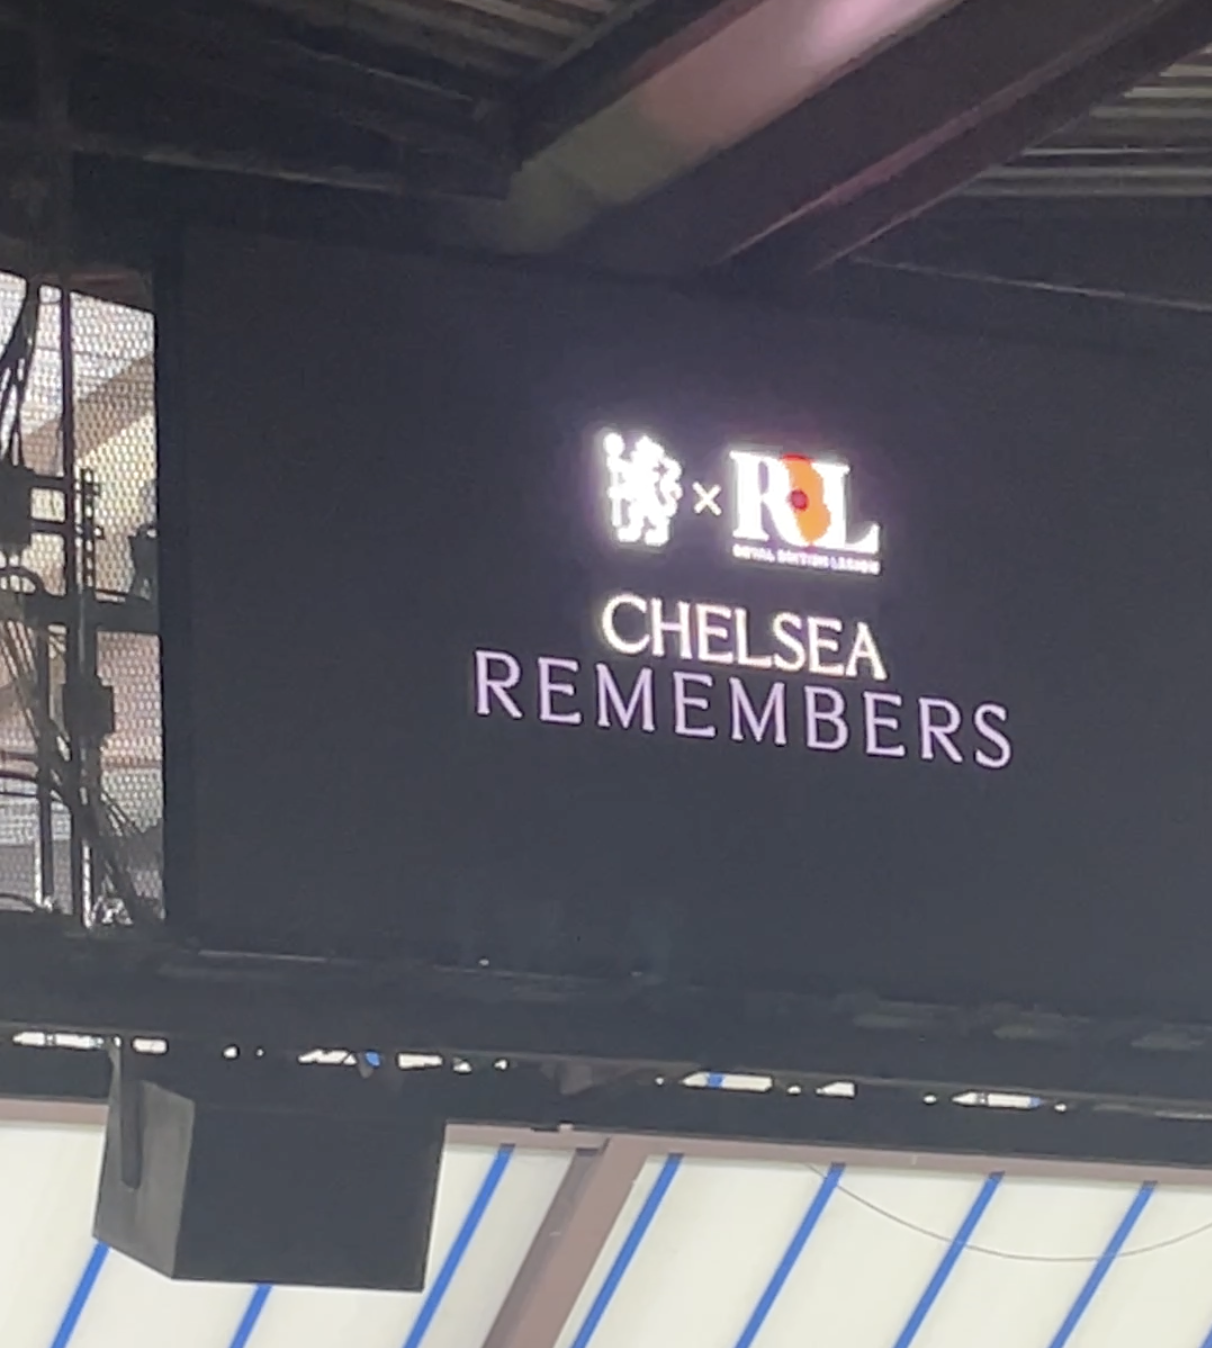 × RBL
ROYAL BRITISH LEGION
CHELSEA
REMEMBERS